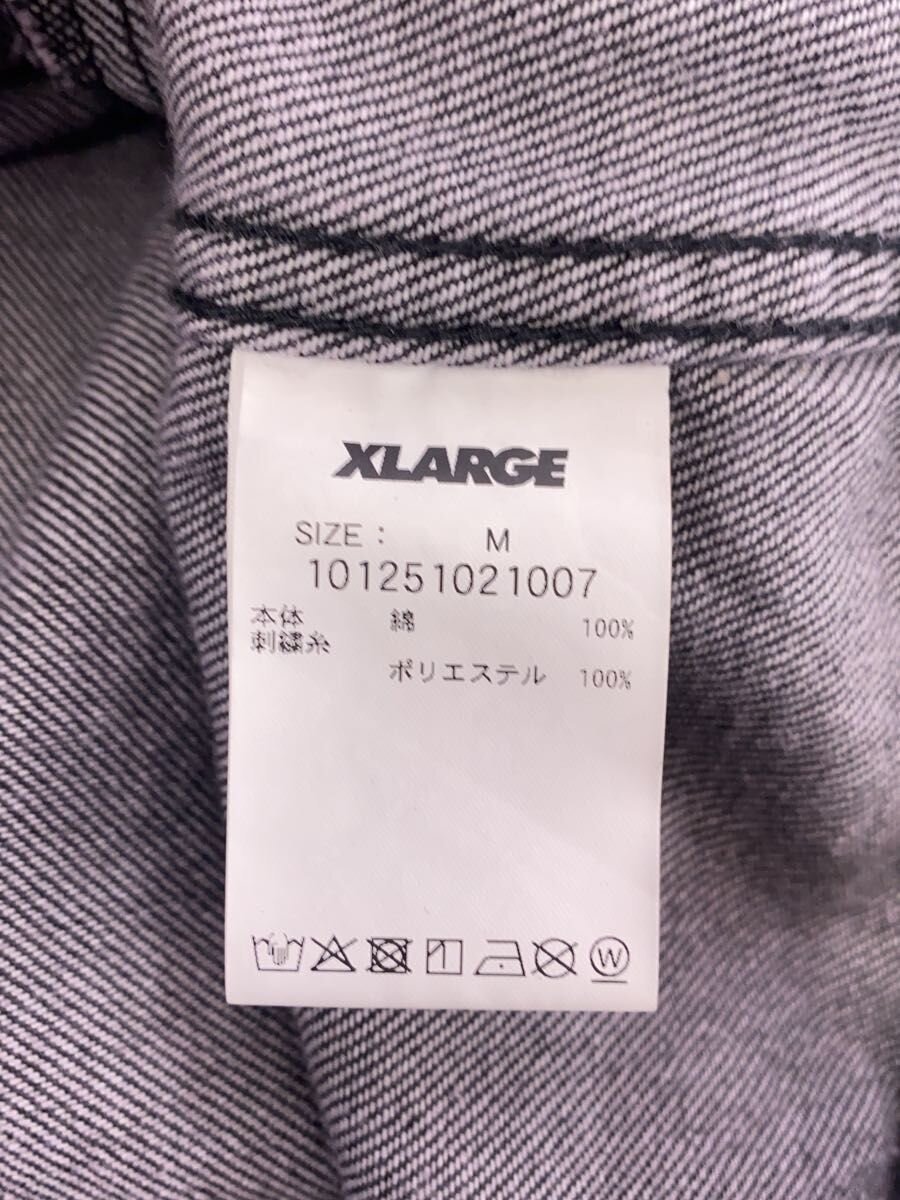 XLARGE
SIZE : M
101251021007
本体 綿 100%
刺繍糸
ポリエステル 100%
W